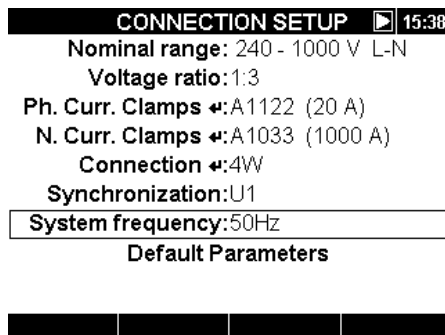 CONNECTION SETUP 15:38
Nominal range: 240 - 1000 V L-N
Voltage ratio:1:3
Ph. Curr. Clamps ↵:A1122 (20 A)
N. Curr. Clamps ↵:A1033 (1000 A)
Connection ↵:4W
Synchronization:U1
System frequency:50Hz
Default Parameters